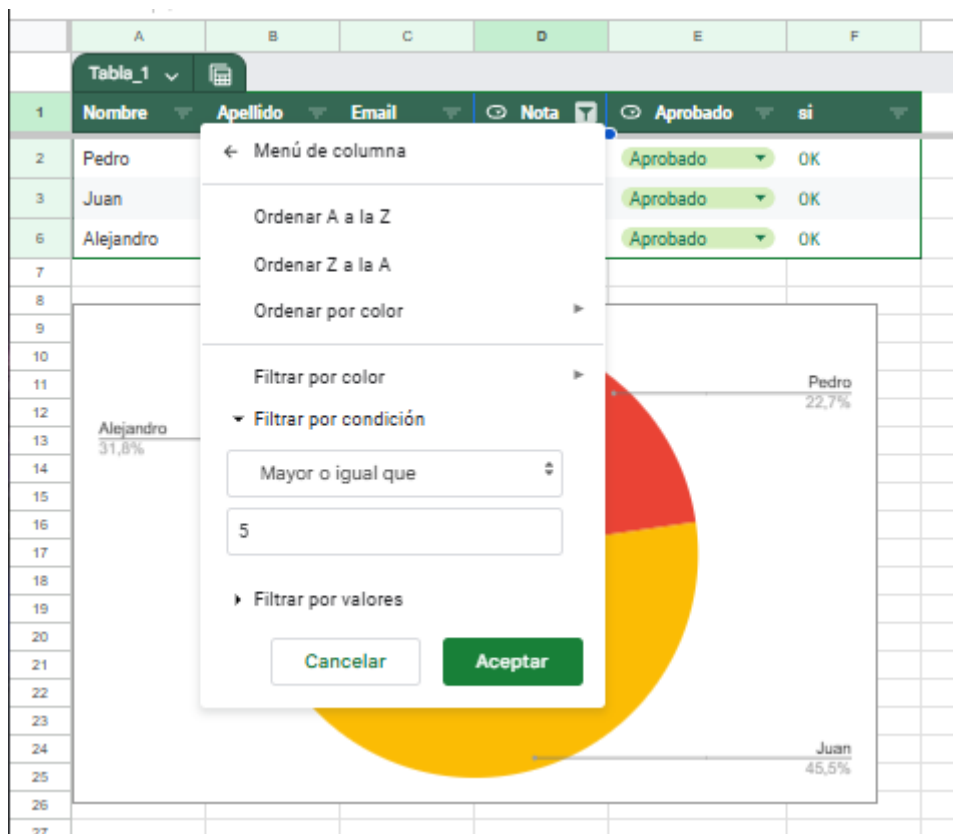 A B C D E F
Tabla_1
1 Nombre Apellido Email Nota Aprobado si
2 Pedro Aprobado OK
3 Juan Aprobado OK
6 Alejandro Aprobado OK
Menú de columna
Ordenar A a la Z
Ordenar Z a la A
Ordenar por color
Filtrar por color
Filtrar por condición
Mayor o igual que
5
Filtrar por valores
Cancelar Aceptar
7
8
9
10
11
12
13
14
15
16
17
18
19
20
21
22
23
24
25
26
27
Pedro
22,7%
Alejandro
31,8%
Juan
45,5%